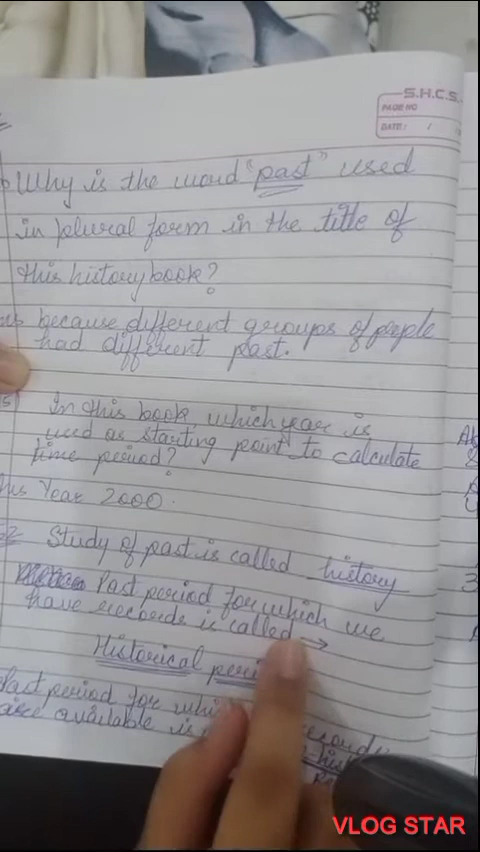 S.H.C.S.
PAGE NO
DATE: /
Why is the word "past" used
in plural form in the title of
this history book?
because different groups of people
had different past.
In this book which year is
used as starting point to calculate
time period?
Ans Year 2000.
Study of past is called history
Past period for which we
have records is called →
Historical
Past period for
are available is
VLOG STAR